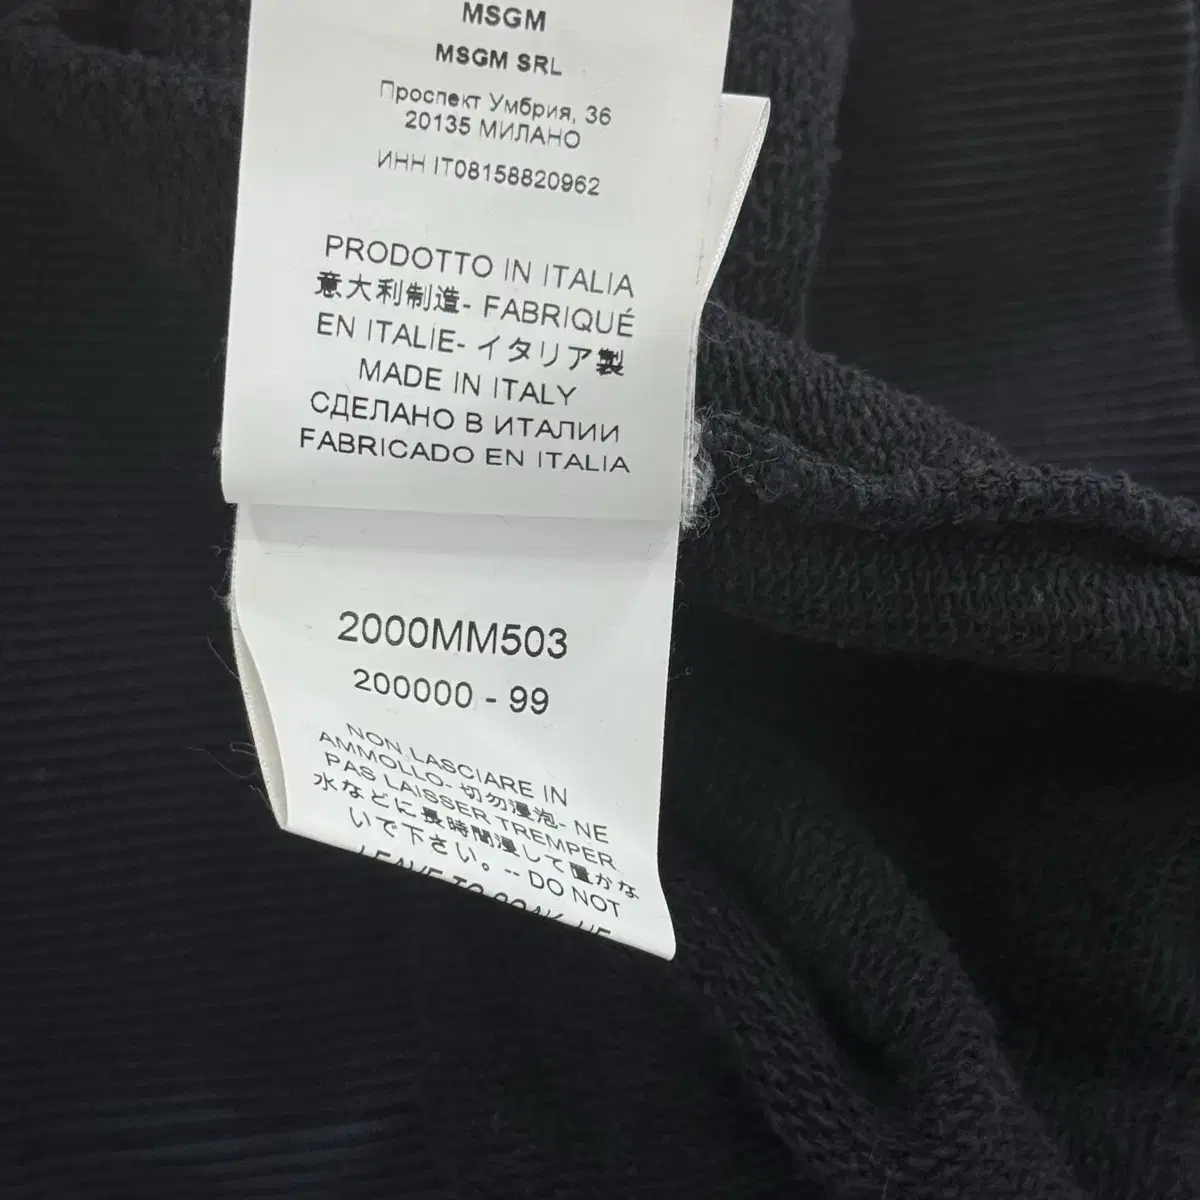 MSGM
MSGM SRL
Проспект Умбрия, 36
20135 МИЛАНО
ИНН IT08158820962
PRODOTTO IN ITALIA
意大利制造- FABRIQUÉ
EN ITALIE- イタリア製
MADE IN ITALY
СДЕЛАНО В ИТАЛИИ
FABRICADO EN ITALIA
2000MM503
200000 - 99
NON LASCIARE IN
AMMOLLO- 切勿浸泡- NE
PAS LAISSER TREMPER
水などに長時間浸して置かな
いで下さい。-- DO NOT
LEAVE TO SOAK